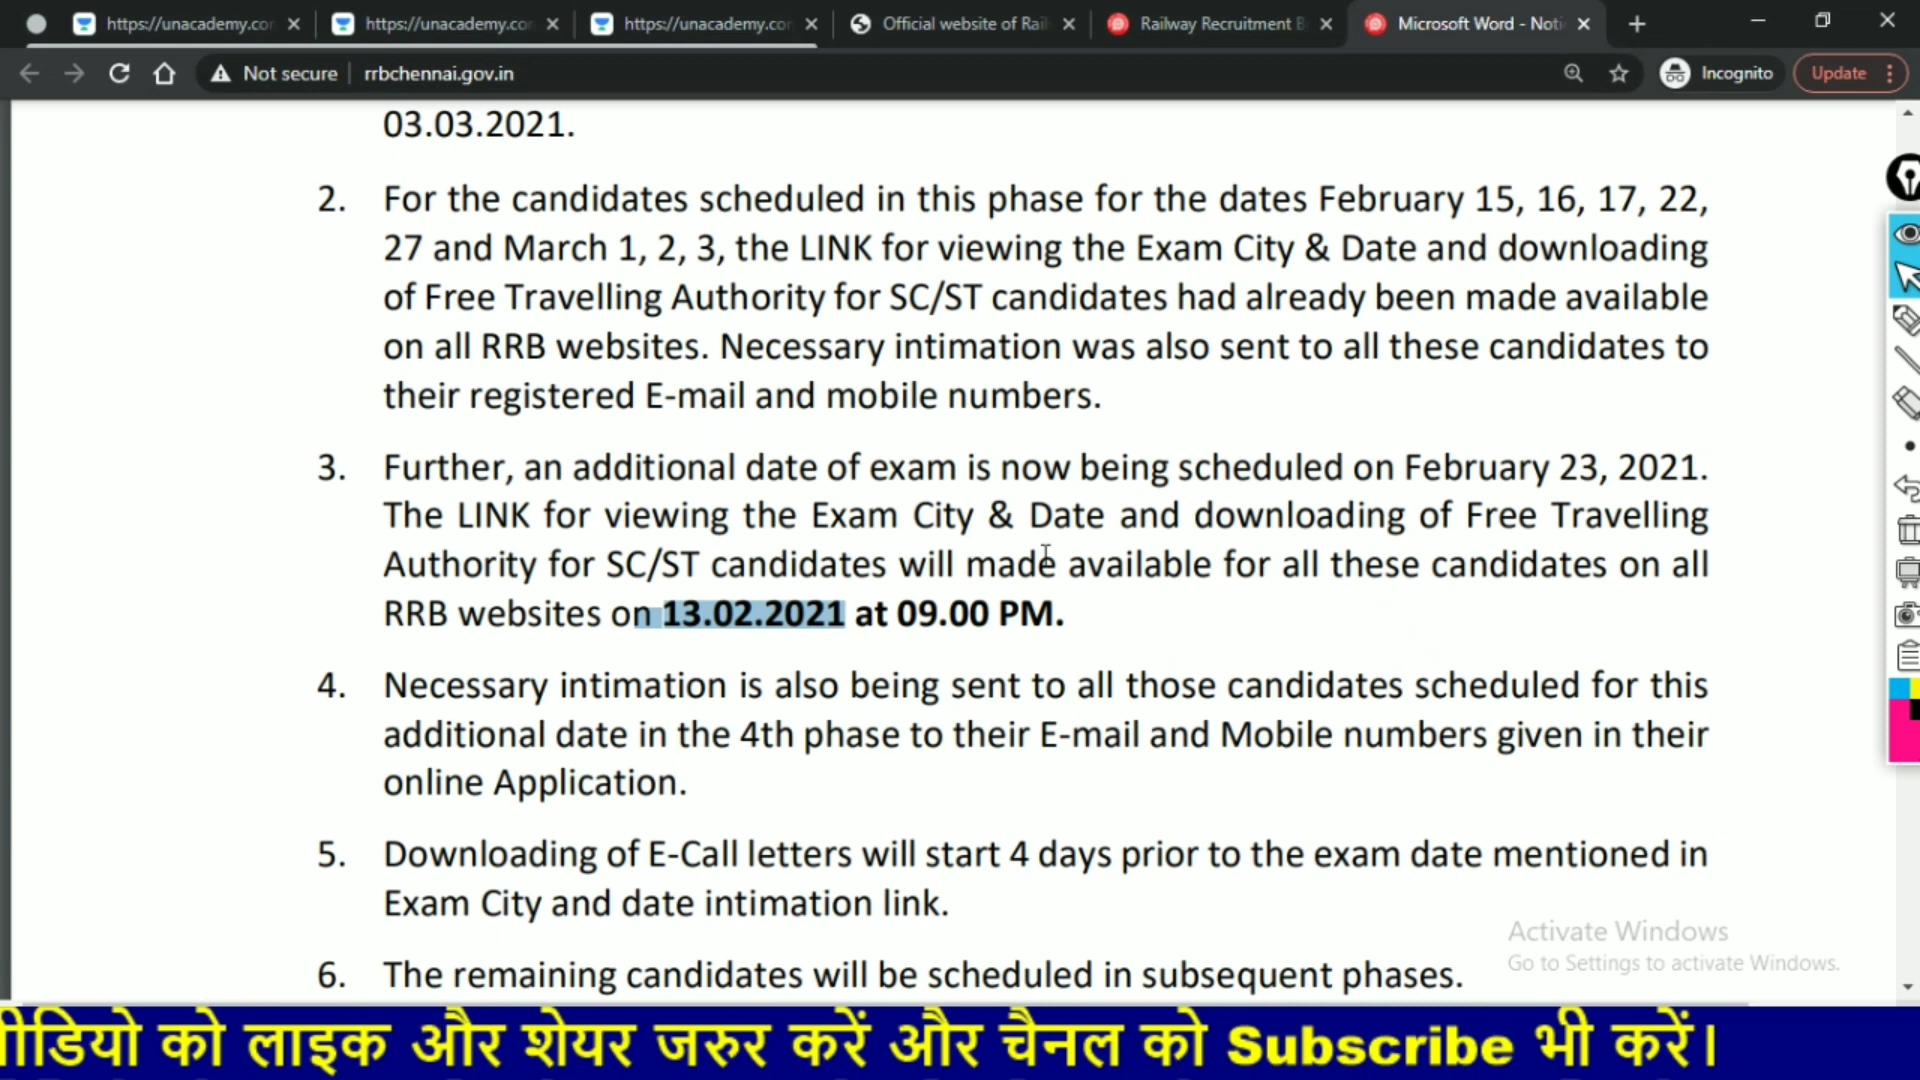 https://unacademy.co
https://unacademy.co
https://unacademy.co
Official website of Rail
Railway Recruitment B
Microsoft Word - Noti
Not secure
rrbchennai.gov.in
Incognito
Update
03.03.2021.
2. For the candidates scheduled in this phase for the dates February 15, 16, 17, 22,
27 and March 1, 2, 3, the LINK for viewing the Exam City & Date and downloading
of Free Travelling Authority for SC/ST candidates had already been made available
on all RRB websites. Necessary intimation was also sent to all these candidates to
their registered E-mail and mobile numbers.
3. Further, an additional date of exam is now being scheduled on February 23, 2021.
The LINK for viewing the Exam City & Date and downloading of Free Travelling
Authority for SC/ST candidates will made available for all these candidates on all
RRB websites on 13.02.2021 at 09.00 PM.
4. Necessary intimation is also being sent to all those candidates scheduled for this
additional date in the 4th phase to their E-mail and Mobile numbers given in their
online Application.
5. Downloading of E-Call letters will start 4 days prior to the exam date mentioned in
Exam City and date intimation link.
6. The remaining candidates will be scheduled in subsequent phases.
Activate Windows
Go to Settings to activate Windows.
ीडियो को लाइक और शेयर जरुर करें और चैनल को Subscribe भी करें।